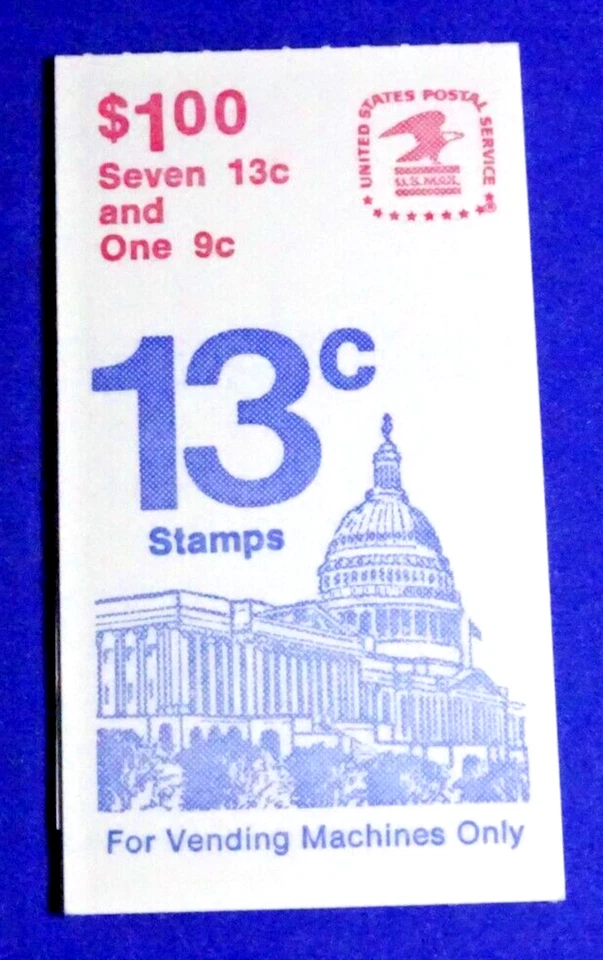 $1.00
Seven 13c
and
One 9c
UNITED STATES POSTAL SERVICE
U.S. MAIL
®
13c
Stamps
For Vending Machines Only